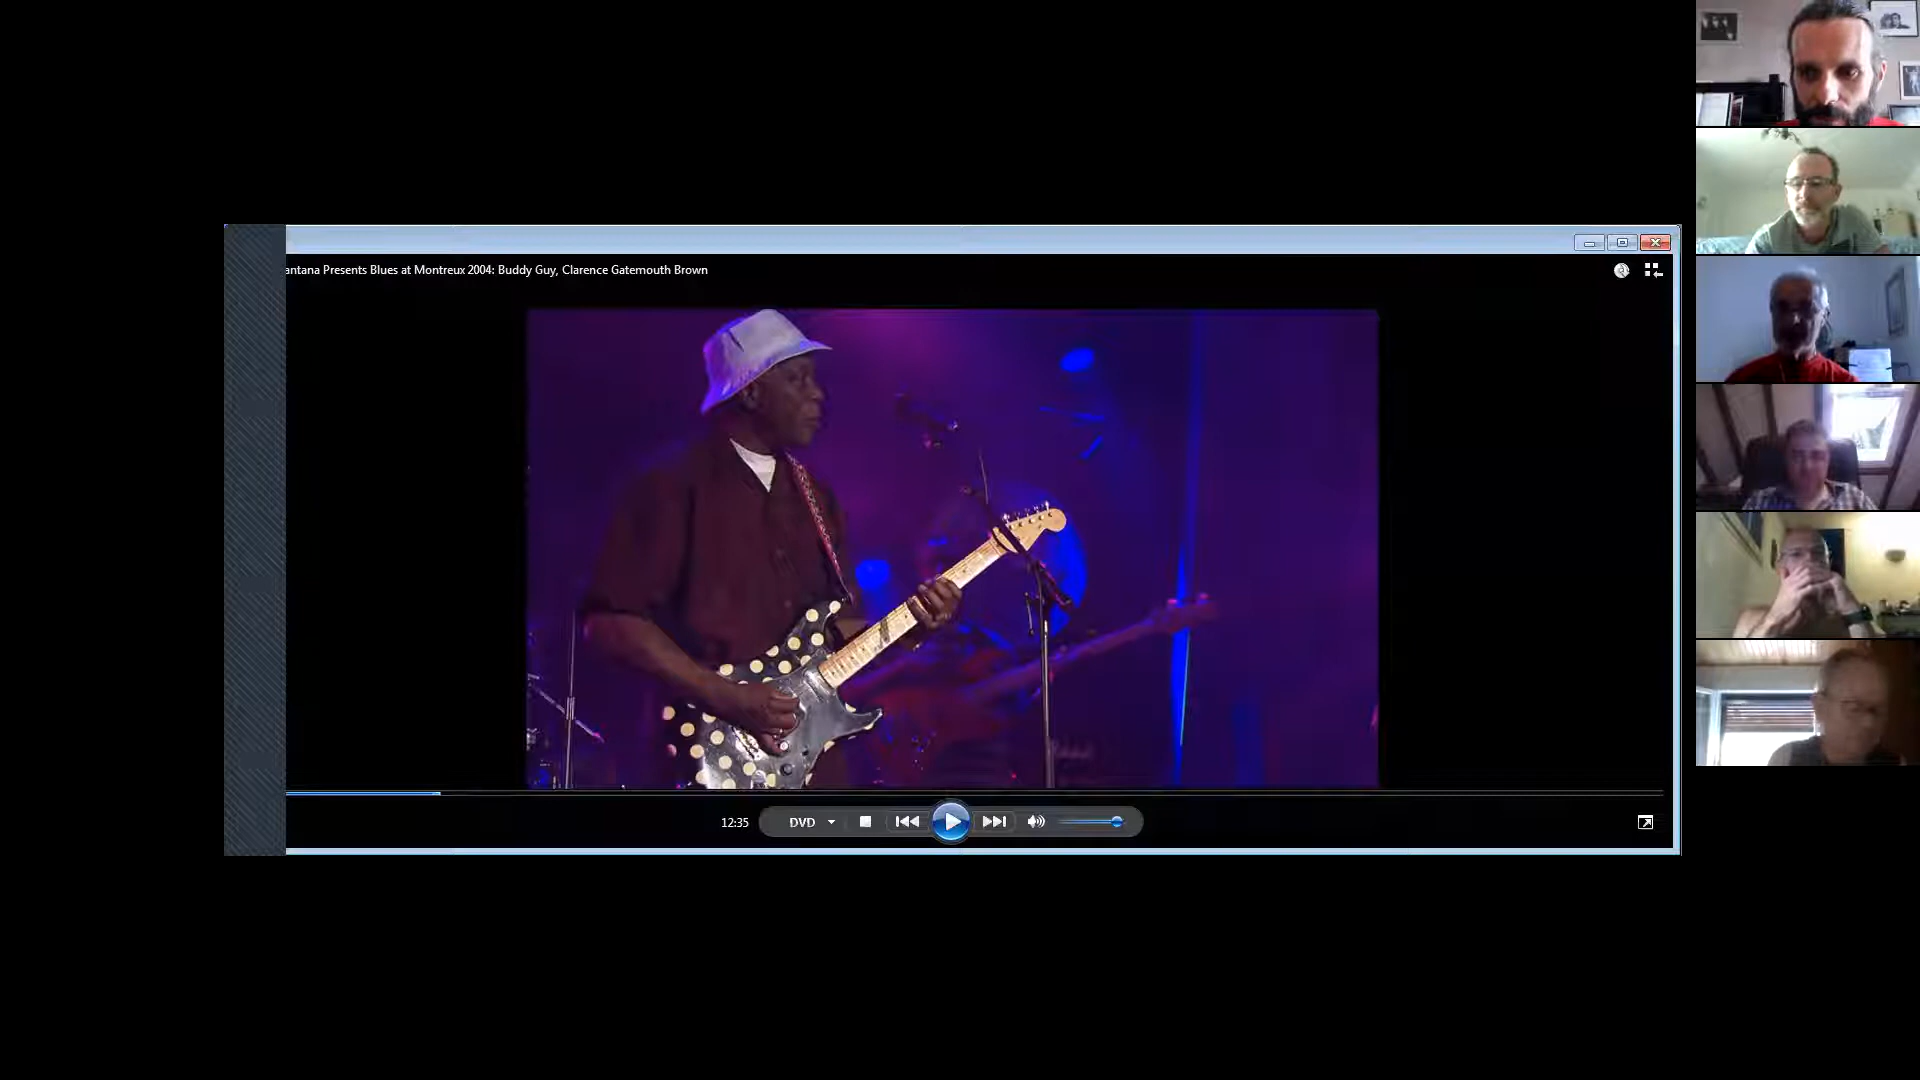 antana Presents Blues at Montreux 2004: Buddy Guy, Clarence Gatemouth Brown
12:35
DVD